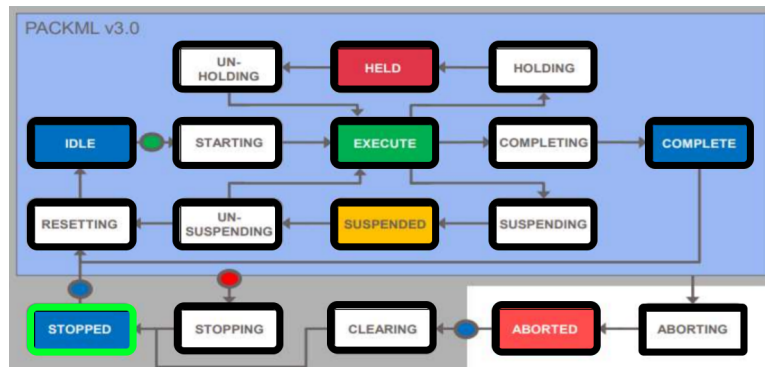 PACKML v3.0
UN-
HOLDING
HELD
HOLDING
IDLE
STARTING
EXECUTE
COMPLETING
COMPLETE
RESETTING
UN-
SUSPENDING
SUSPENDED
SUSPENDING
STOPPED
STOPPING
CLEARING
ABORTED
ABORTING